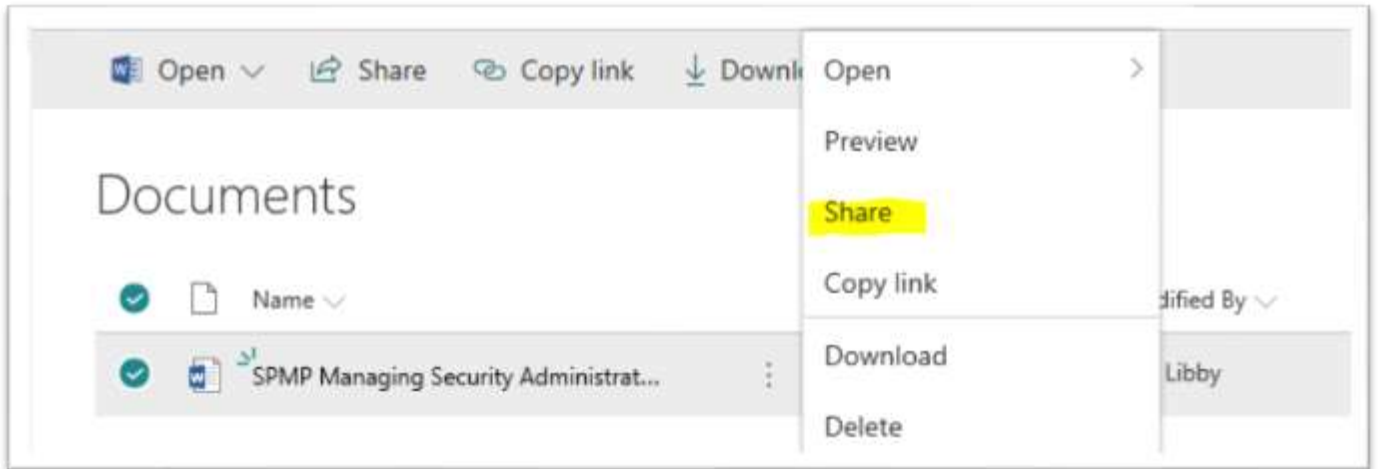 Open Share Copy link Downl
Open
Preview
Documents
Share
Copy link
Name
dified By
Download
SPMP Managing Security Administrat...
Libby
Delete